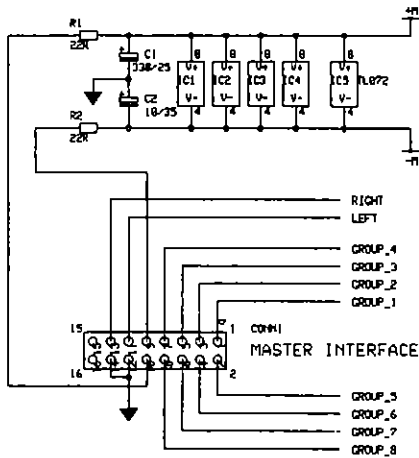 R1
22R
+M
C1
330/25
C2
10/35
8 8 8 8 8
V+ V+ V+ V+ V+
IC1 IC2 IC3 IC4 IC5 TL072
V- V- V- V- V-
4 4 4 4 4
R2
22R
-M
RIGHT
LEFT
GROUP_4
GROUP_3
GROUP_2
GROUP_1
15 1 CONN1
MASTER INTERFACE
16 2
GROUP_5
GROUP_6
GROUP_7
GROUP_8